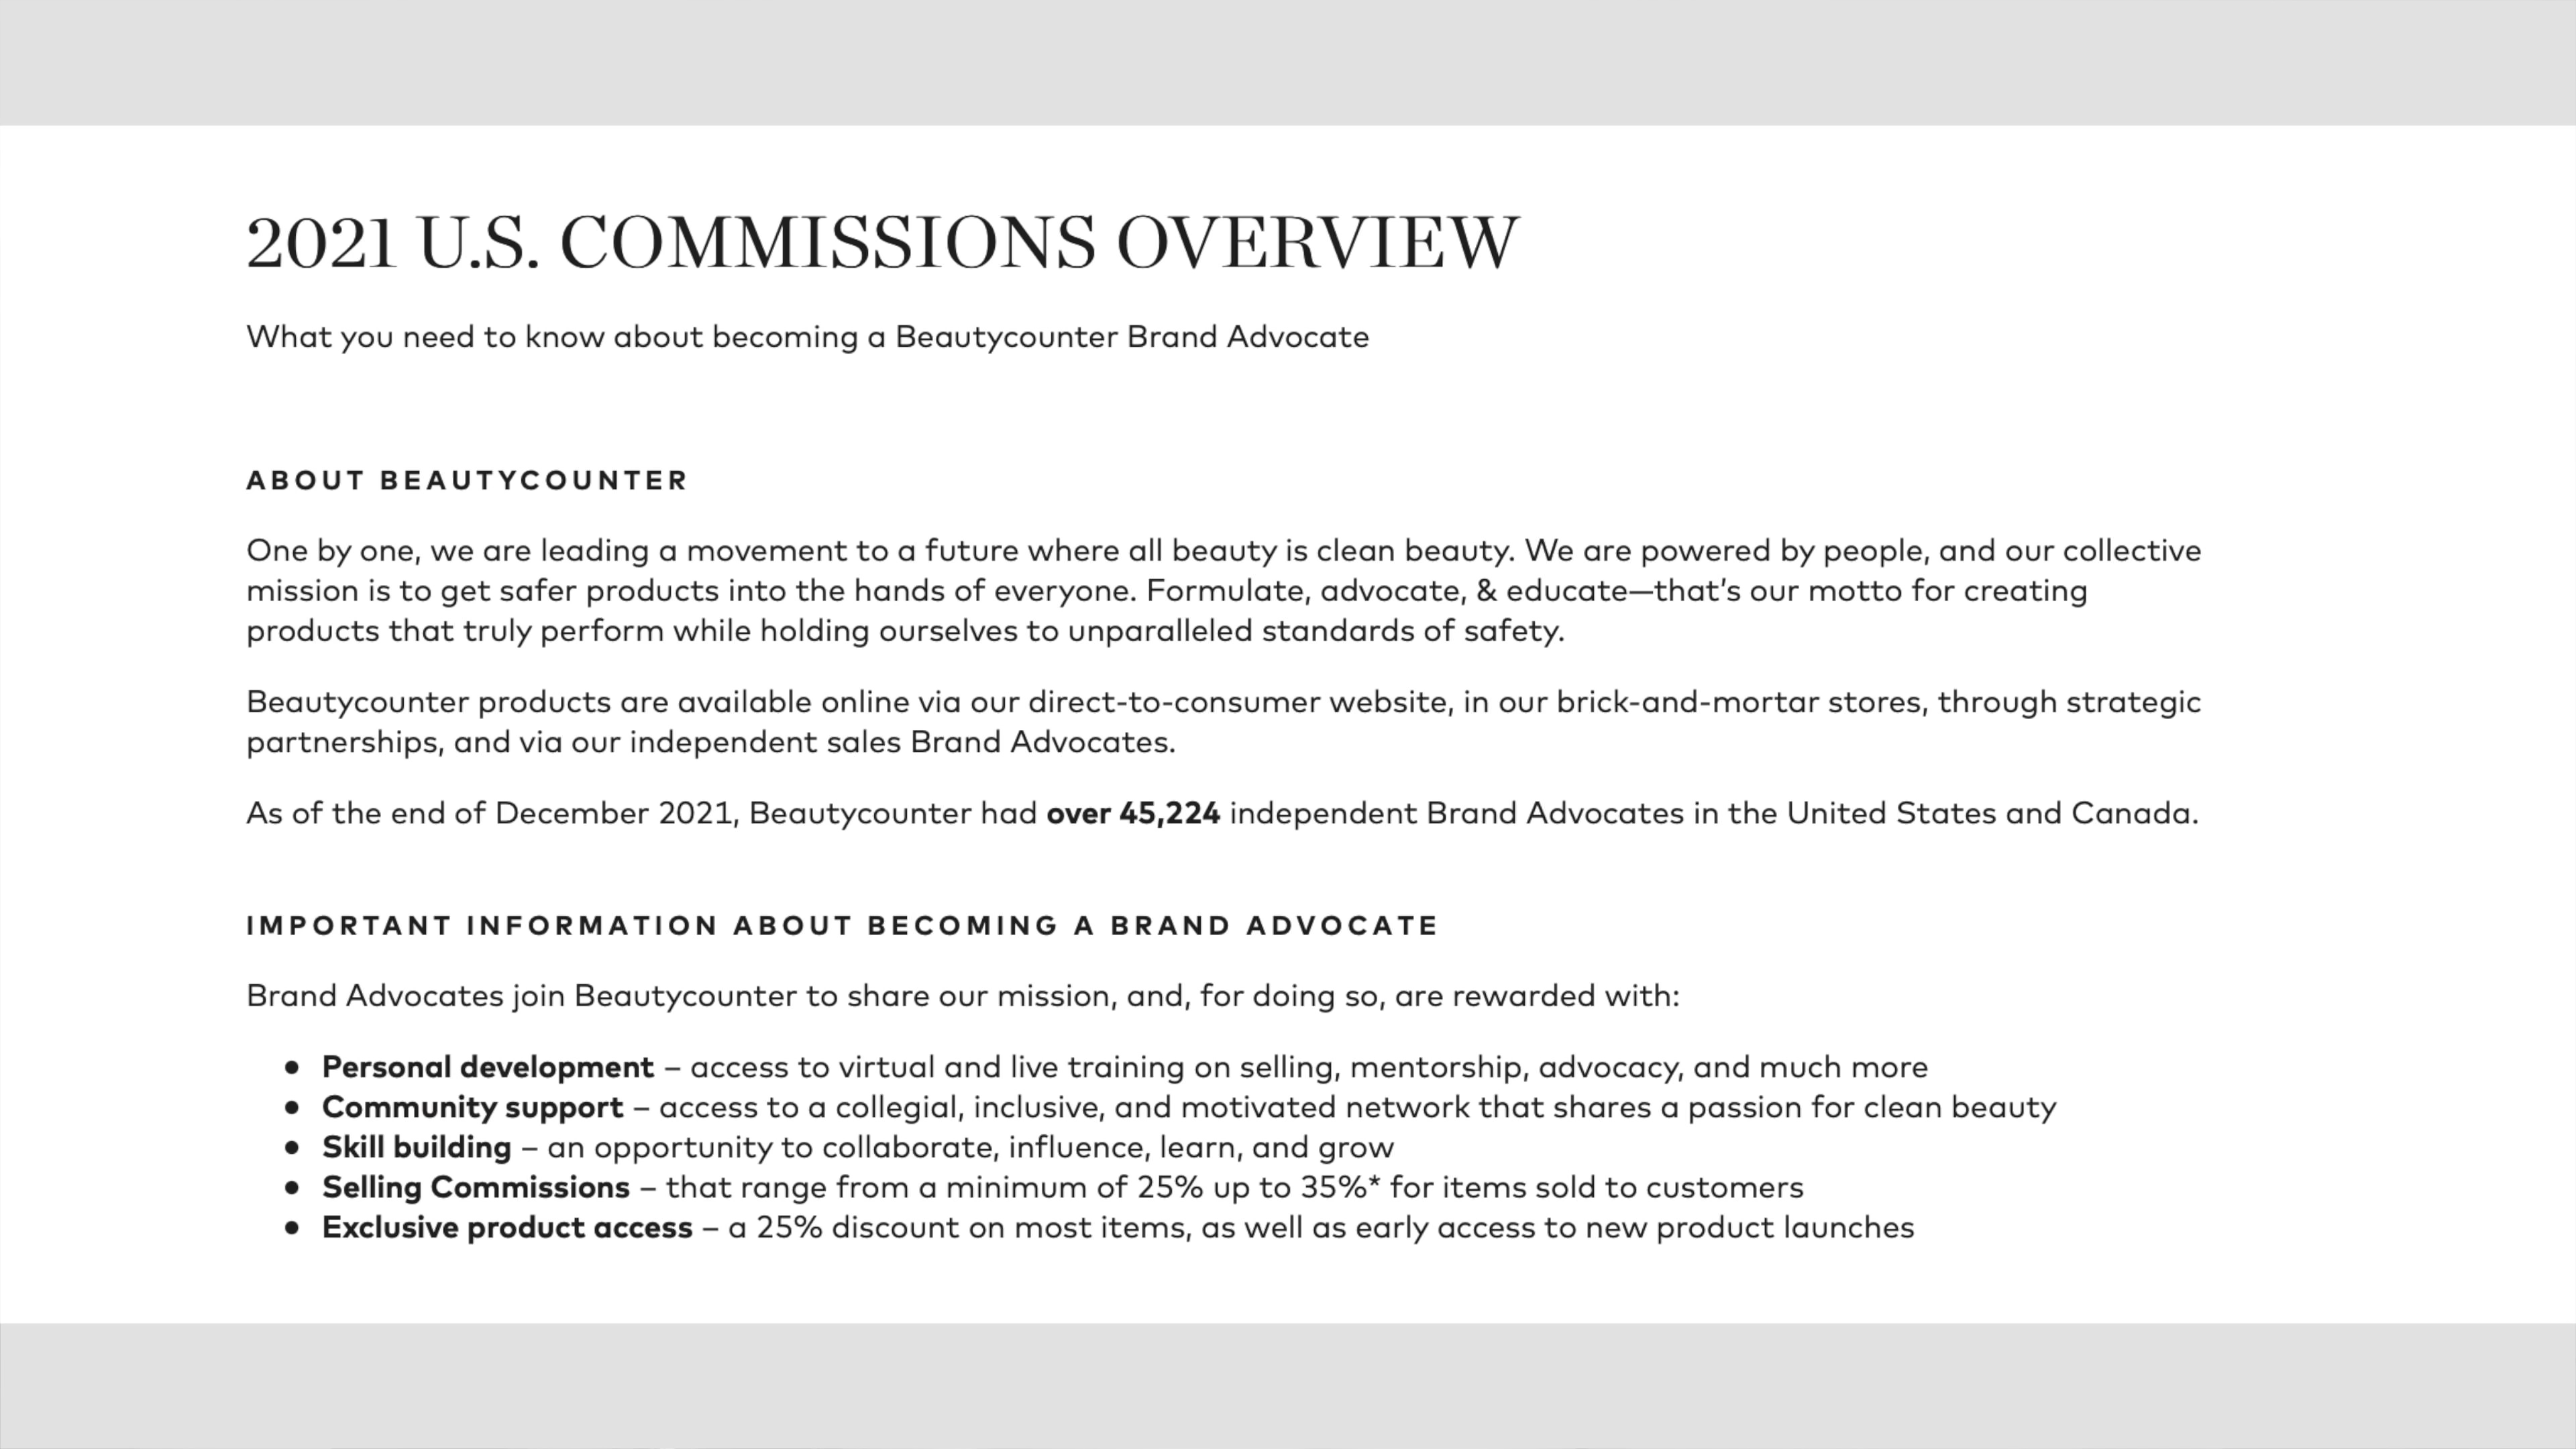 2021 U.S. COMMISSIONS OVERVIEW
What you need to know about becoming a Beautycounter Brand Advocate
ABOUT BEAUTYCOUNTER
One by one, we are leading a movement to a future where all beauty is clean beauty. We are powered by people, and our collective
mission is to get safer products into the hands of everyone. Formulate, advocate, & educate—that’s our motto for creating
products that truly perform while holding ourselves to unparalleled standards of safety.
Beautycounter products are available online via our direct-to-consumer website, in our brick-and-mortar stores, through strategic
partnerships, and via our independent sales Brand Advocates.
As of the end of December 2021, Beautycounter had over 45,224 independent Brand Advocates in the United States and Canada.
IMPORTANT INFORMATION ABOUT BECOMING A BRAND ADVOCATE
Brand Advocates join Beautycounter to share our mission, and, for doing so, are rewarded with:
● Personal development – access to virtual and live training on selling, mentorship, advocacy, and much more
● Community support – access to a collegial, inclusive, and motivated network that shares a passion for clean beauty
● Skill building – an opportunity to collaborate, influence, learn, and grow
● Selling Commissions – that range from a minimum of 25% up to 35%* for items sold to customers
● Exclusive product access – a 25% discount on most items, as well as early access to new product launches